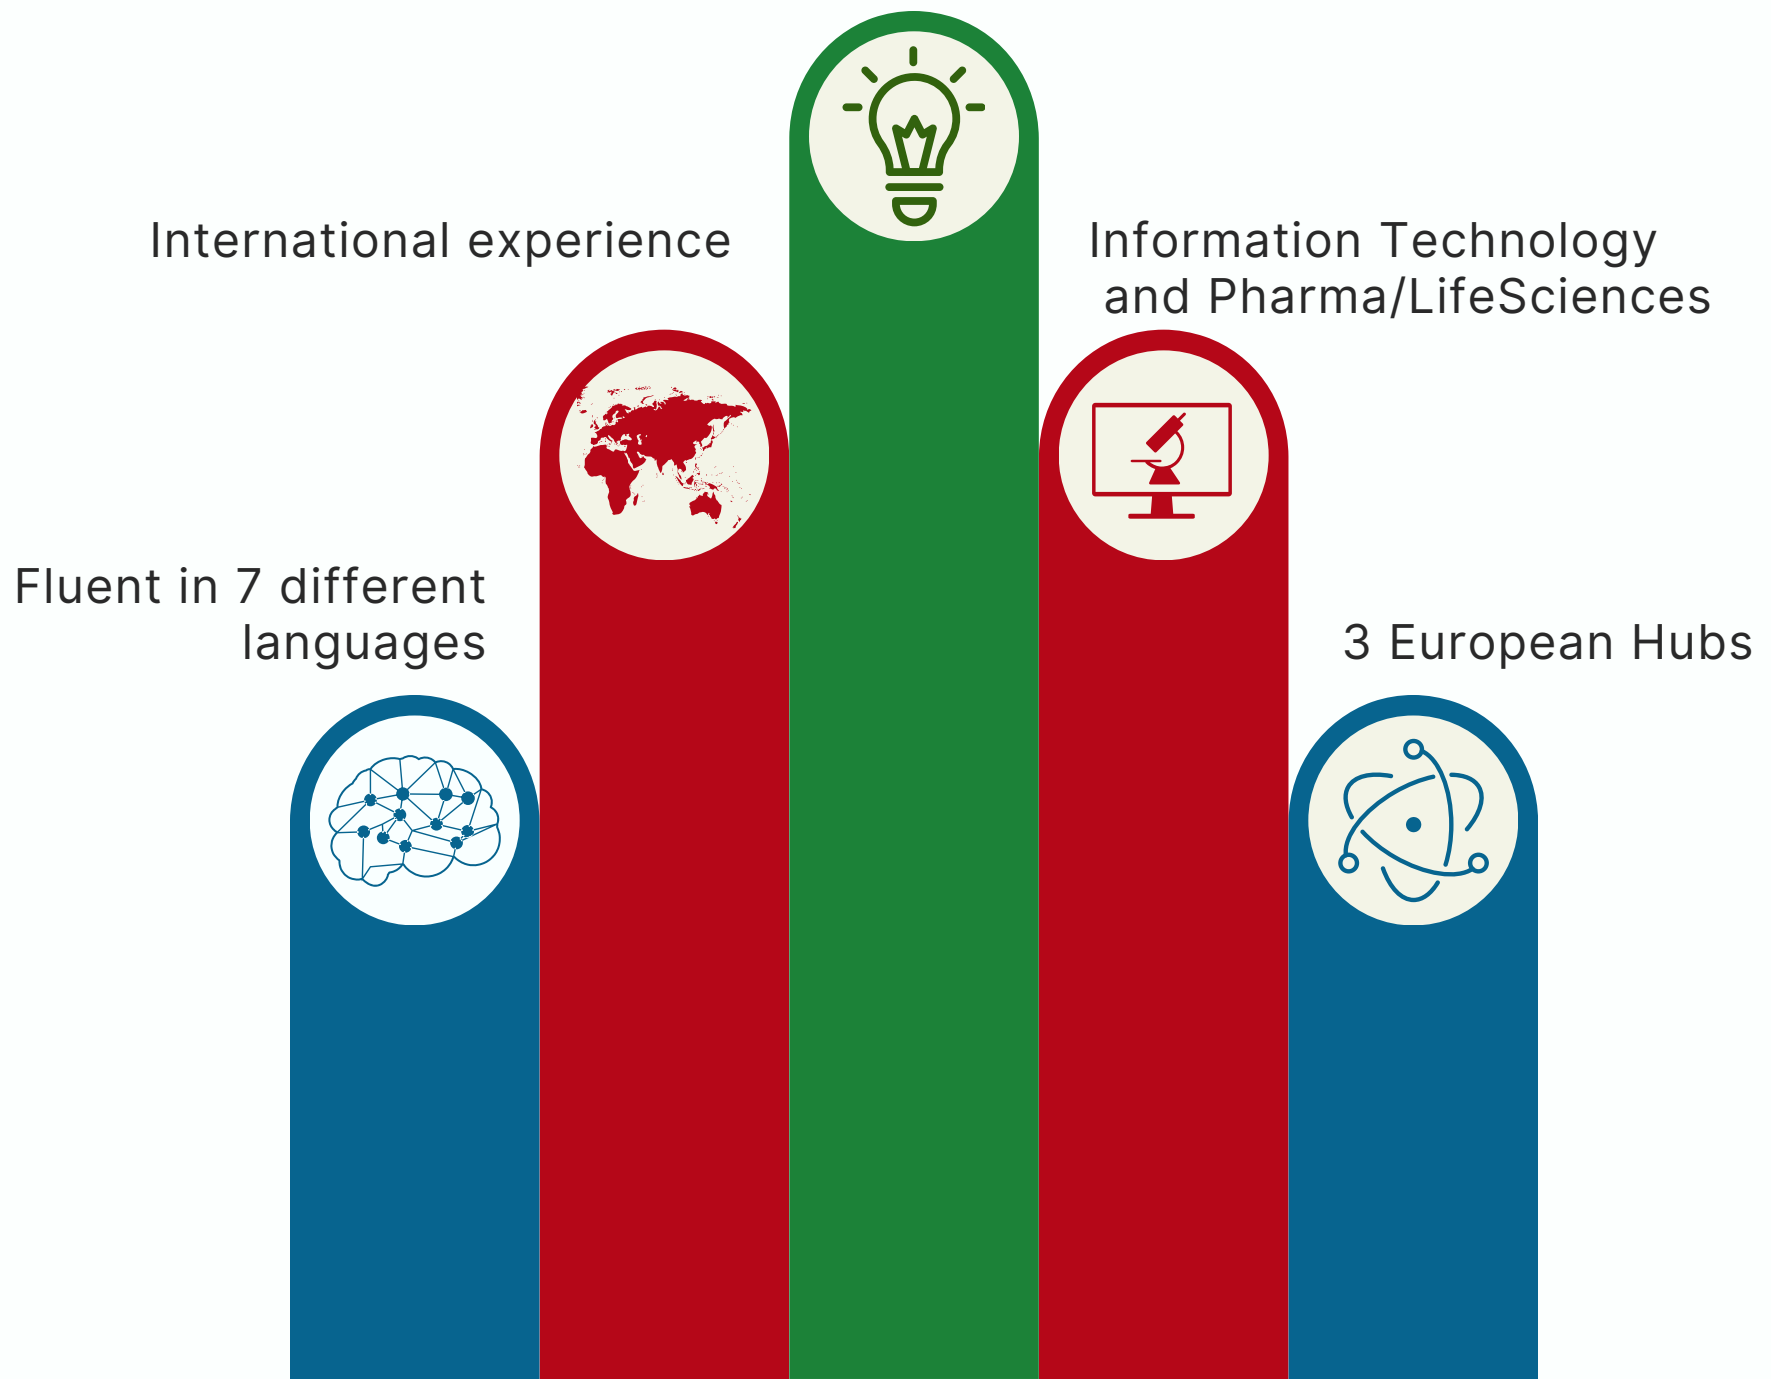 International experience
Information Technology
and Pharma/LifeSciences
Fluent in 7 different
languages
3 European Hubs